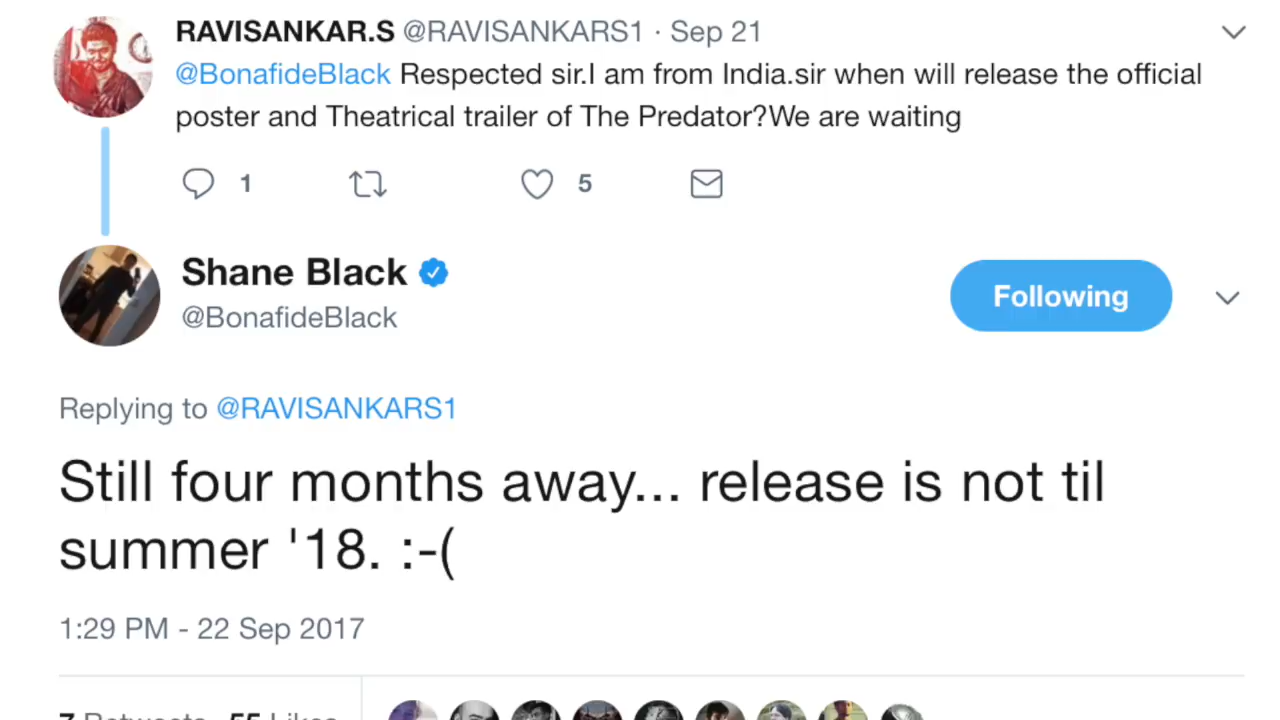 RAVISANKAR.S @RAVISANKARS1 · Sep 21
@BonafideBlack Respected sir.I am from India.sir when will release the official
poster and Theatrical trailer of The Predator?We are waiting
1 5
Shane Black
@BonafideBlack
Following
Replying to @RAVISANKARS1
Still four months away... release is not til
summer '18. :-(
1:29 PM - 22 Sep 2017
7 Retweets 55 Likes